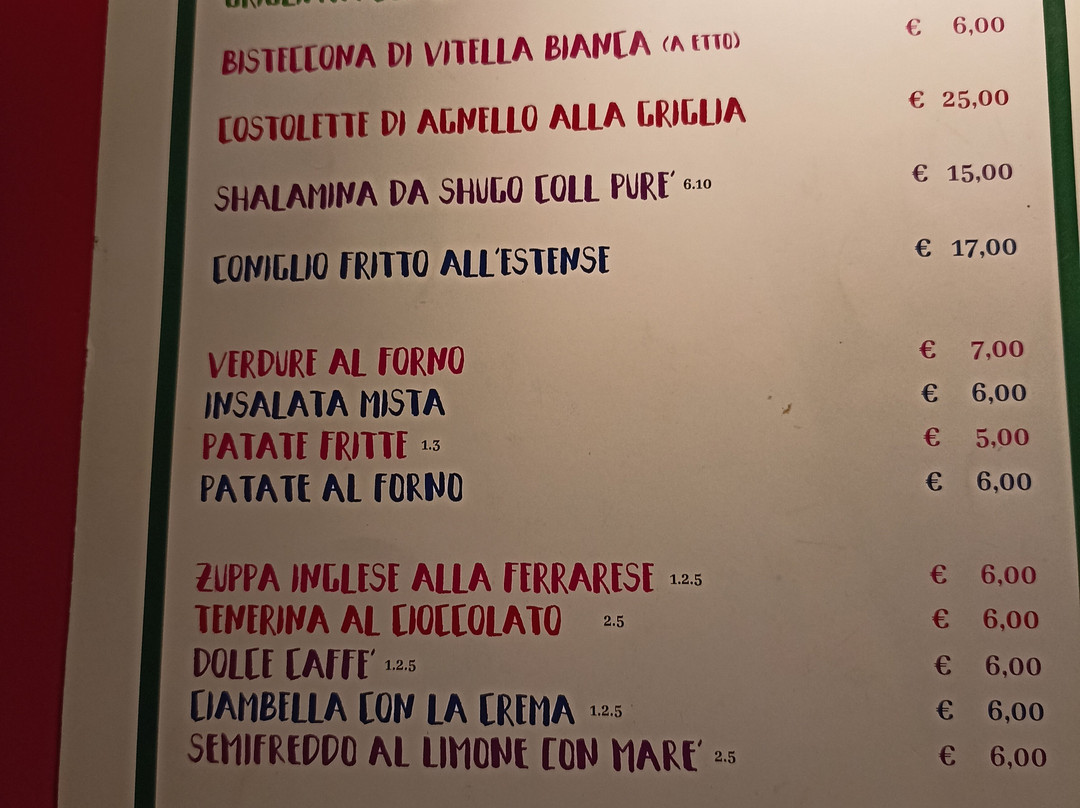 BISTECCONA DI VITELLA BIANCA (A ETTO) € 6,00
COSTOLETTE DI AGNELLO ALLA GRIGLIA € 25,00
SHALAMINA DA SHUGO COLL PURE' 6.10 € 15,00
CONIGLIO FRITTO ALL'ESTENSE € 17,00
VERDURE AL FORNO € 7,00
INSALATA MISTA € 6,00
PATATE FRITTE 1.3 € 5,00
PATATE AL FORNO € 6,00
ZUPPA INGLESE ALLA FERRARESE 1.2.5 € 6,00
TENERINA AL CIOCCOLATO 2.5 € 6,00
DOLCE CAFFE' 1.2.5 € 6,00
CIAMBELLA CON LA CREMA 1.2.5 € 6,00
SEMIFREDDO AL LIMONE CON MARE' 2.5 € 6,00